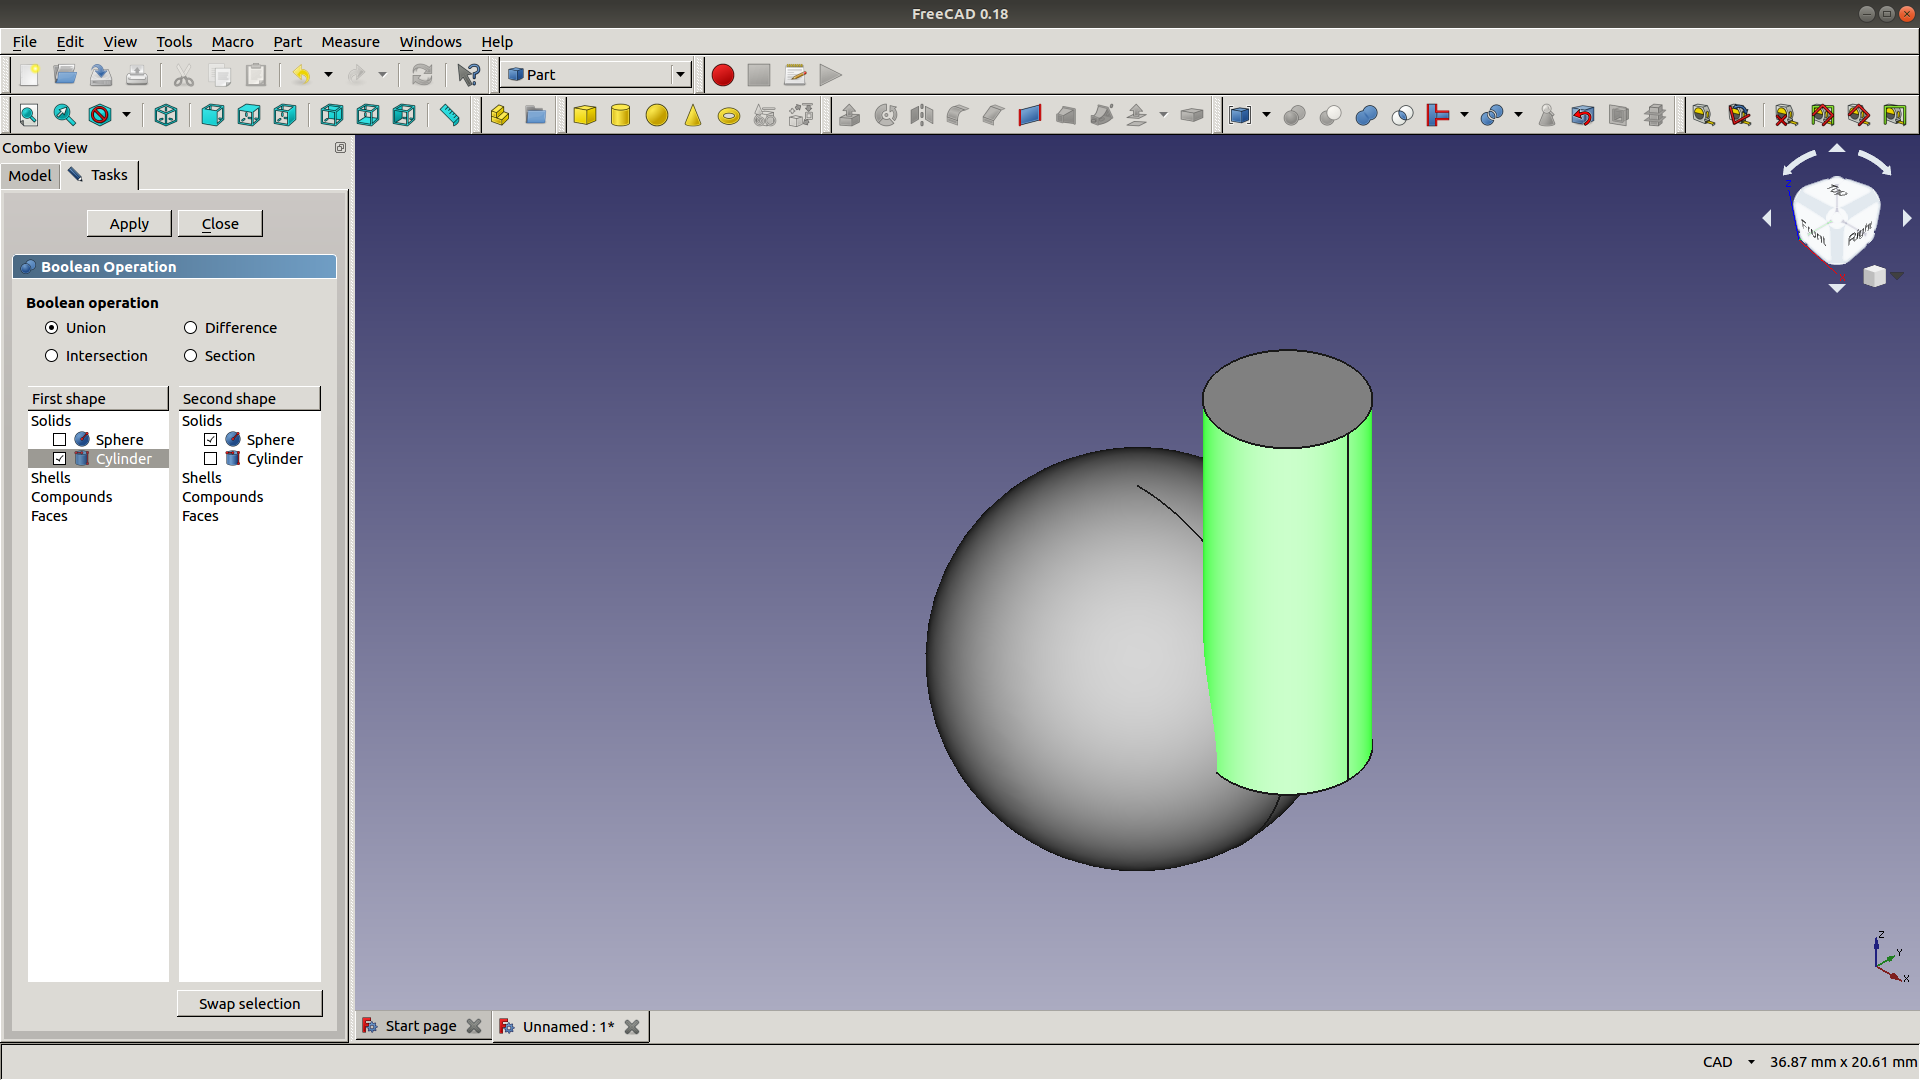 FreeCAD 0.18
File Edit View Tools Macro Part Measure Windows Help
Part
Combo View
Model Tasks
Apply Close
Boolean Operation
Boolean operation
Union Difference
Intersection Section
First shape Second shape
Solids Solids
Sphere Sphere
Cylinder Cylinder
Shells Shells
Compounds Compounds
Faces Faces
Swap selection
Top
Front Right
Z
Z
Y
X
Start page Unnamed : 1*
CAD 36.87 mm x 20.61 mm